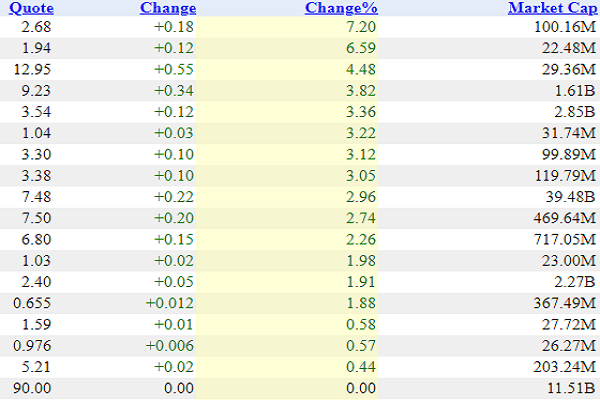 Quote Change Change% Market Cap
2.68 +0.18 7.20 100.16M
1.94 +0.12 6.59 22.48M
12.95 +0.55 4.48 29.36M
9.23 +0.34 3.82 1.61B
3.54 +0.12 3.36 2.85B
1.04 +0.03 3.22 31.74M
3.30 +0.10 3.12 99.89M
3.38 +0.10 3.05 119.79M
7.48 +0.22 2.96 39.48B
7.50 +0.20 2.74 469.64M
6.80 +0.15 2.26 717.05M
1.03 +0.02 1.98 23.00M
2.40 +0.05 1.91 2.27B
0.655 +0.012 1.88 367.49M
1.59 +0.01 0.58 27.72M
0.976 +0.006 0.57 26.27M
5.21 +0.02 0.44 203.24M
90.00 0.00 0.00 11.51B